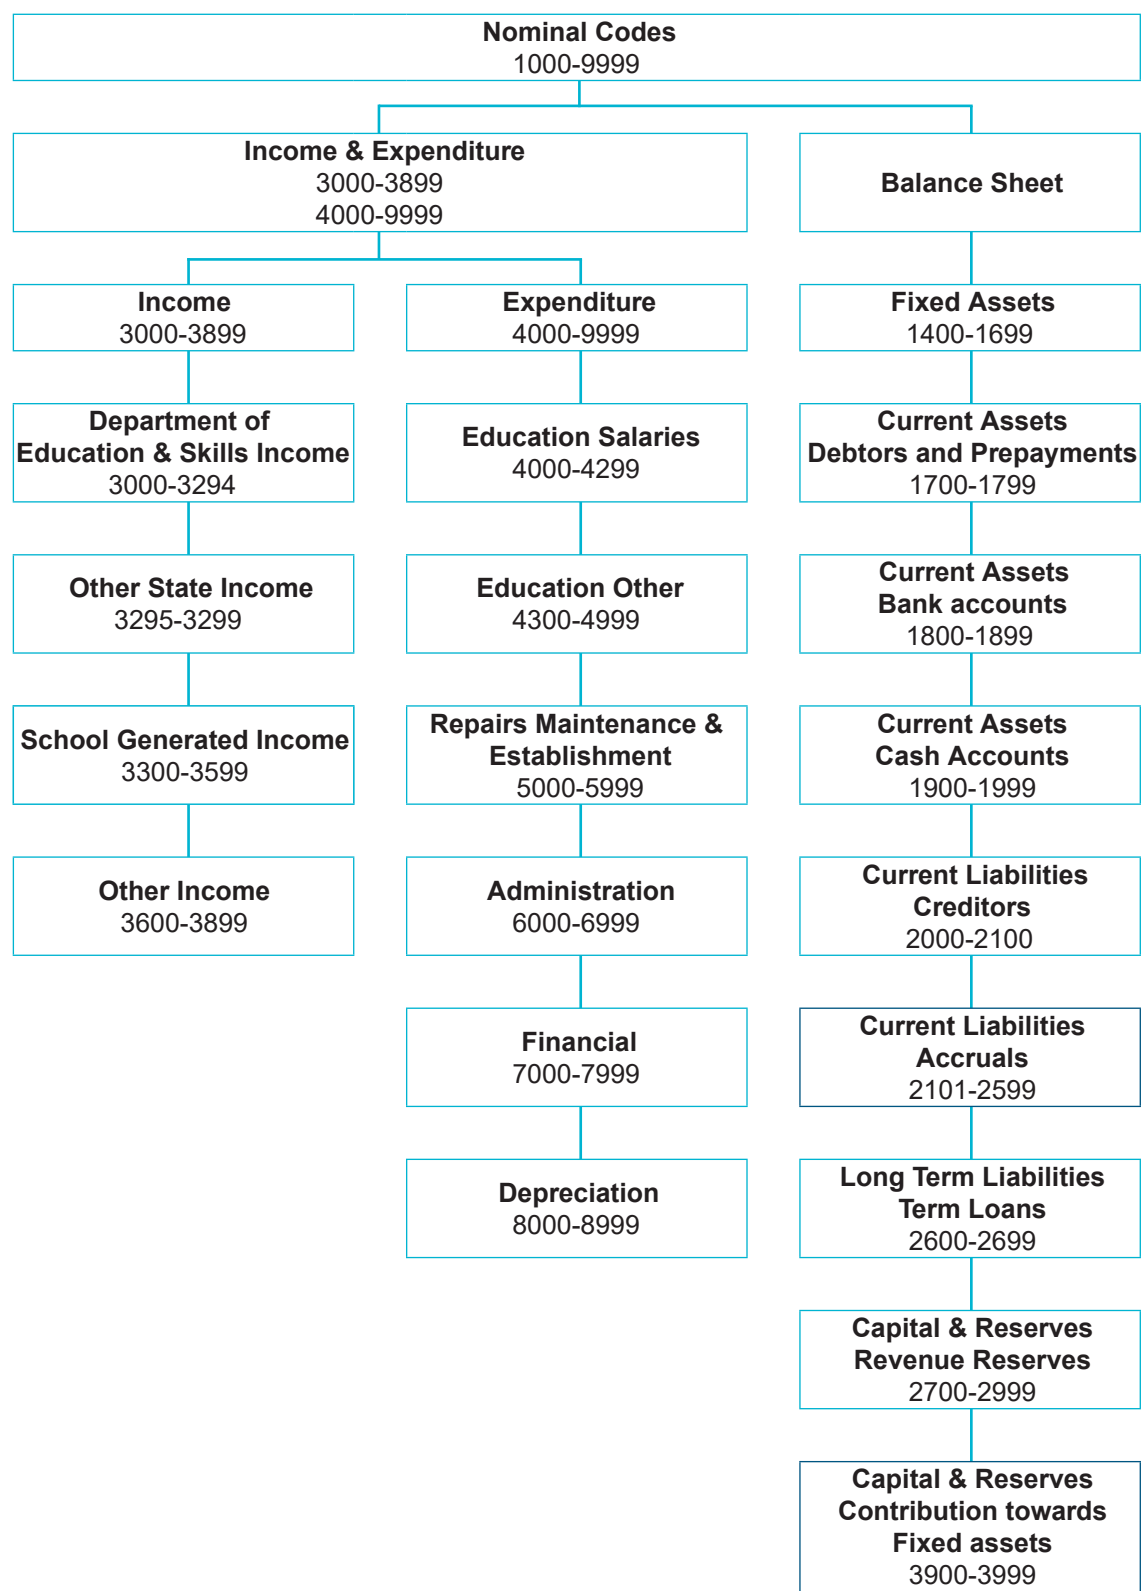 Nominal Codes
1000-9999
Income & Expenditure
3000-3899
4000-9999
Balance Sheet
Income
3000-3899
Expenditure
4000-9999
Fixed Assets
1400-1699
Department of
Education & Skills Income
3000-3294
Education Salaries
4000-4299
Current Assets
Debtors and Prepayments
1700-1799
Other State Income
3295-3299
Education Other
4300-4999
Current Assets
Bank accounts
1800-1899
School Generated Income
3300-3599
Repairs Maintenance &
Establishment
5000-5999
Current Assets
Cash Accounts
1900-1999
Other Income
3600-3899
Administration
6000-6999
Current Liabilities
Creditors
2000-2100
Financial
7000-7999
Current Liabilities
Accruals
2101-2599
Depreciation
8000-8999
Long Term Liabilities
Term Loans
2600-2699
Capital & Reserves
Revenue Reserves
2700-2999
Capital & Reserves
Contribution towards
Fixed assets
3900-3999